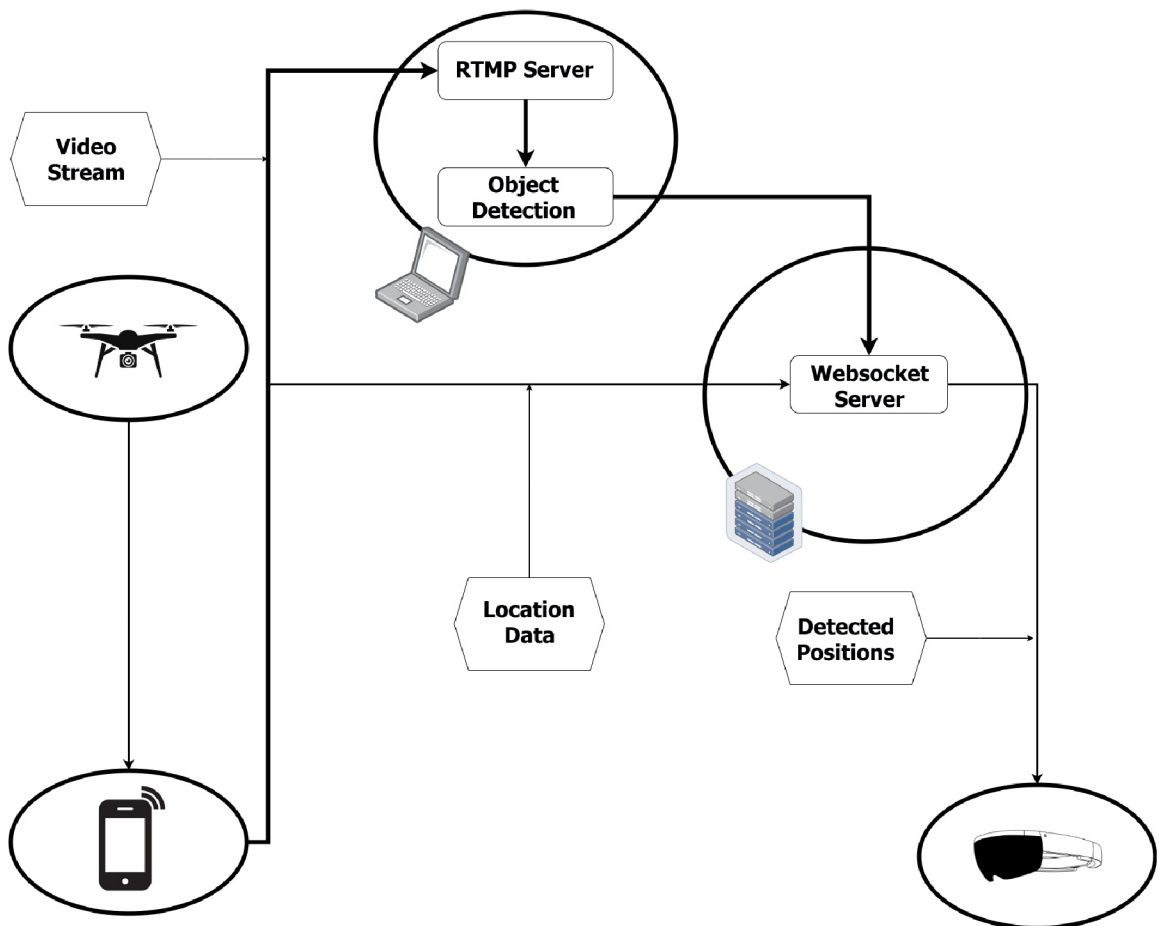 RTMP Server
Video
Stream
Object
Detection
Websocket
Server
Location
Data
Detected
Positions